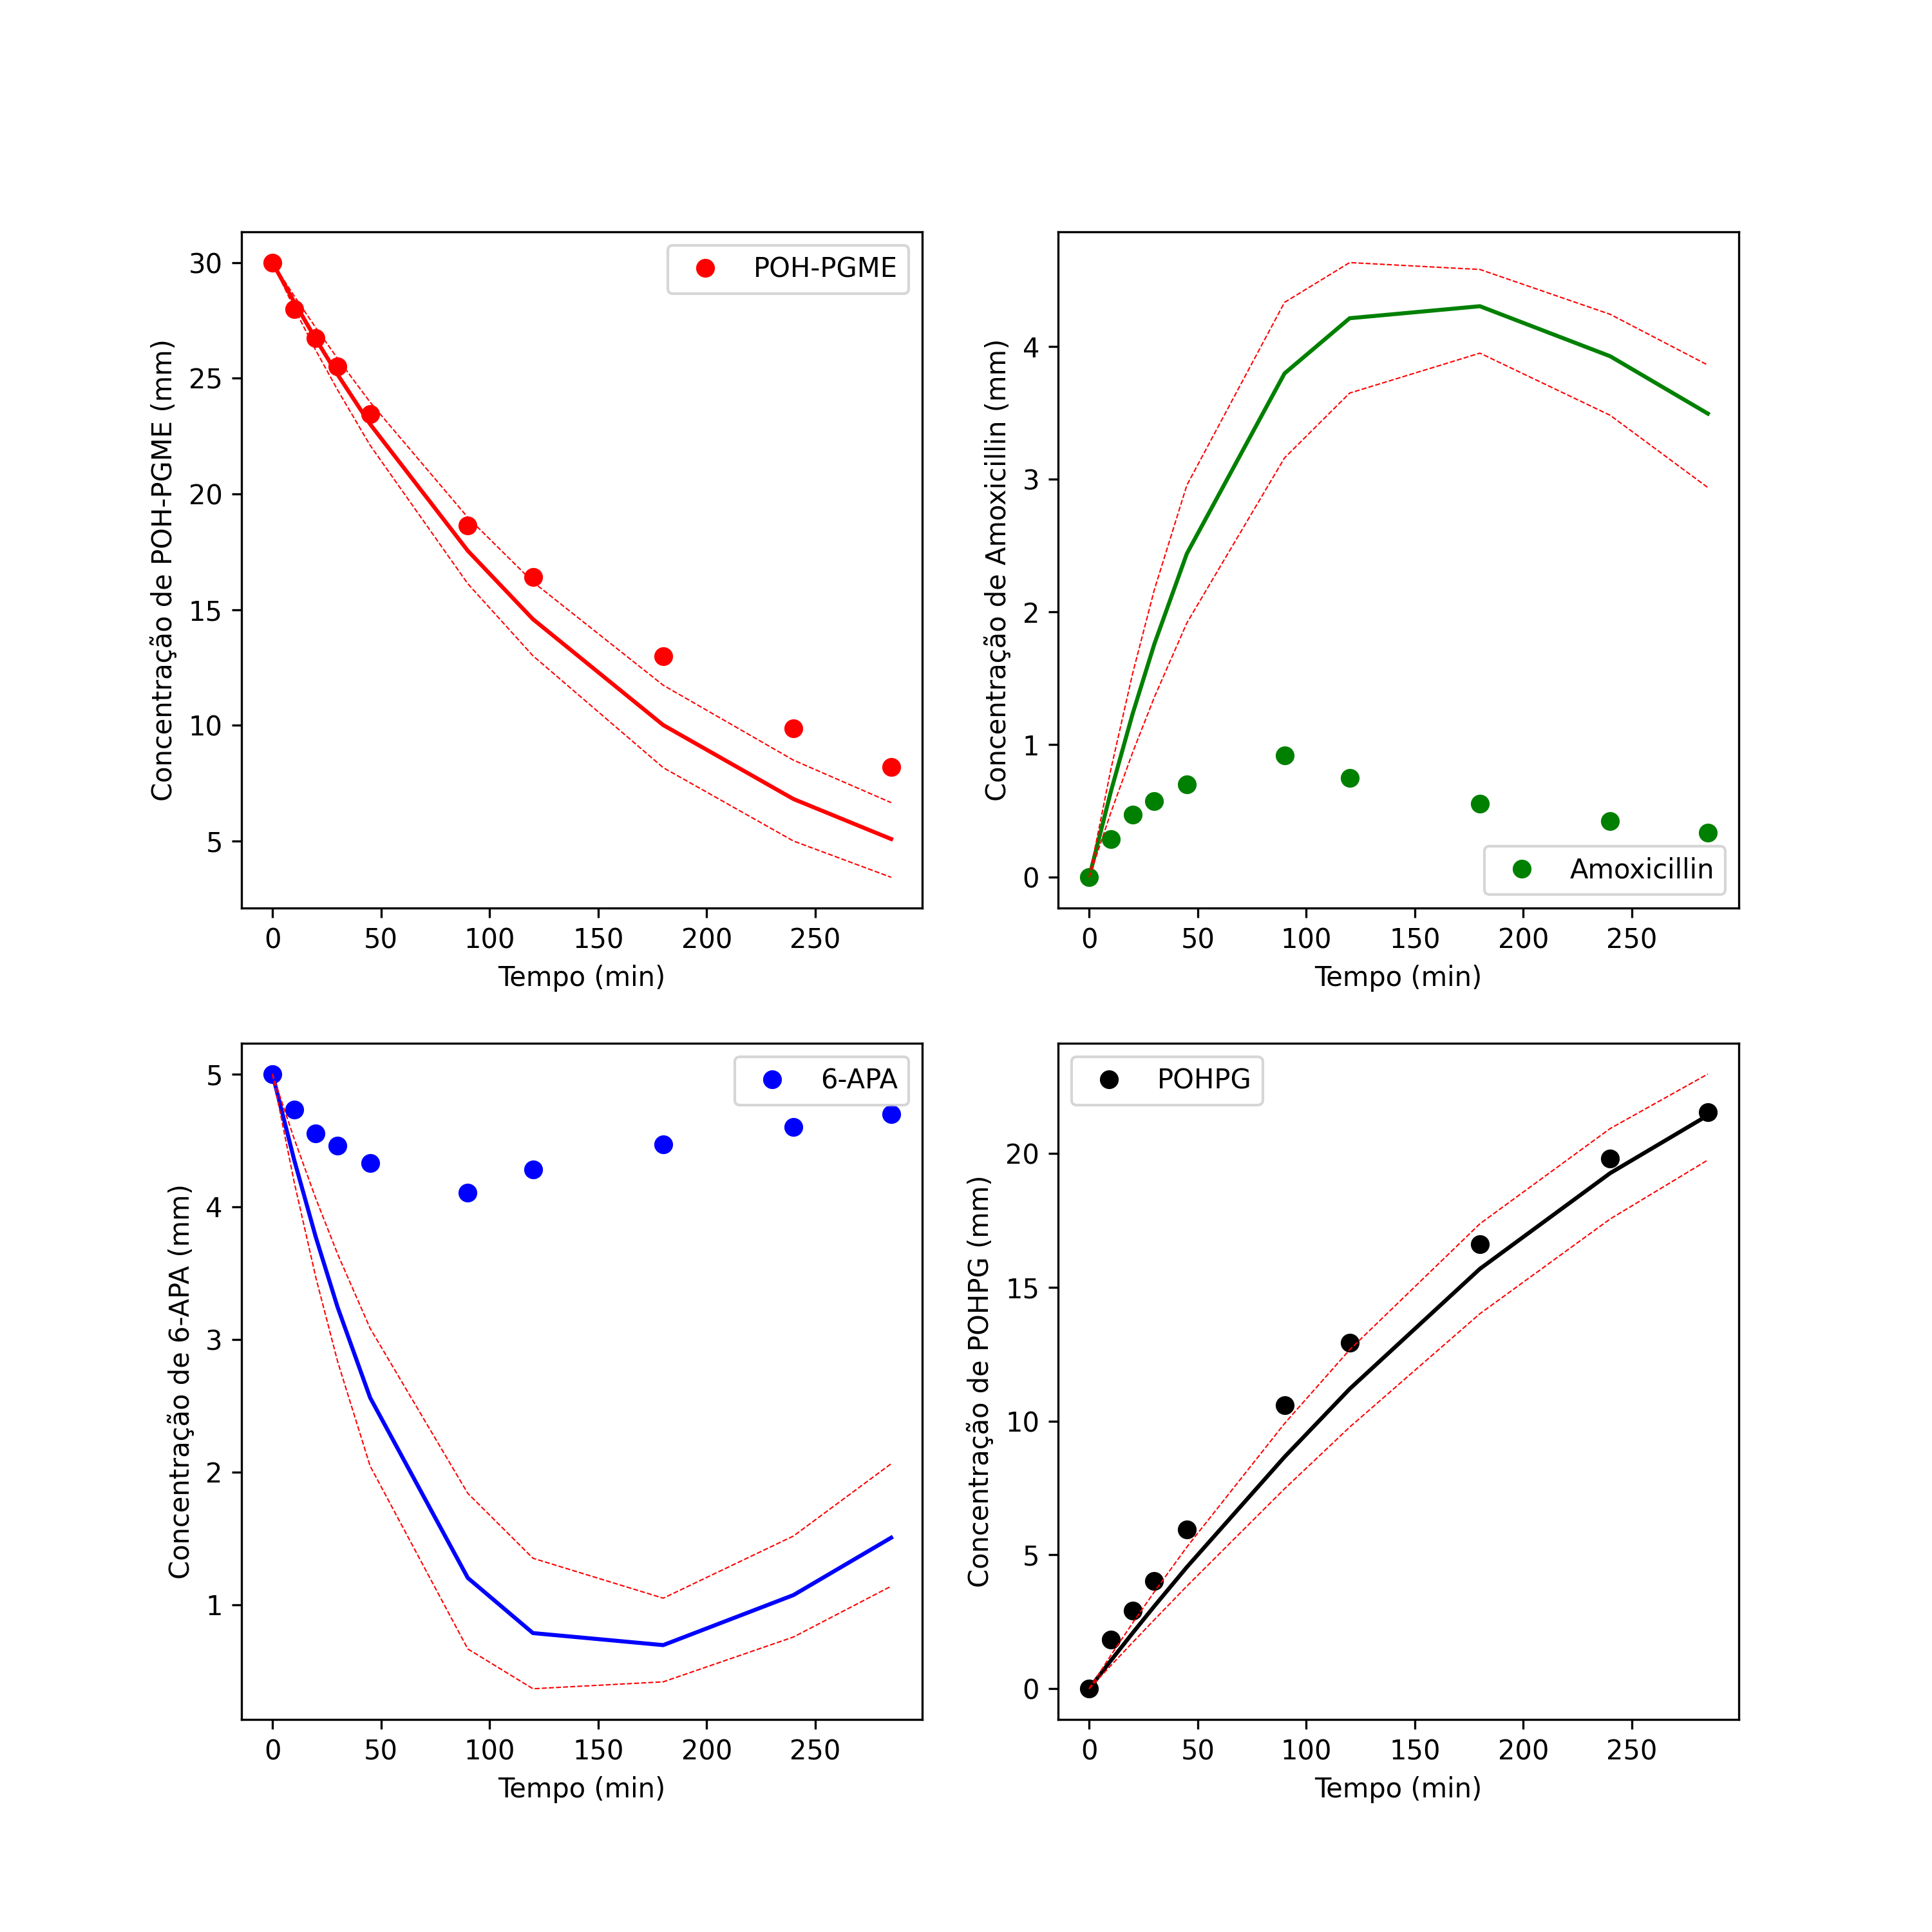 POH-PGME
Concentração de POH-PGME (mm)
30
25
20
15
10
5
0 50 100 150 200 250
Tempo (min)
Amoxicillin
Concentração de Amoxicillin (mm)
4
3
2
1
0
0 50 100 150 200 250
Tempo (min)
6-APA
Concentração de 6-APA (mm)
5
4
3
2
1
0 50 100 150 200 250
Tempo (min)
POHPG
Concentração de POHPG (mm)
20
15
10
5
0
0 50 100 150 200 250
Tempo (min)